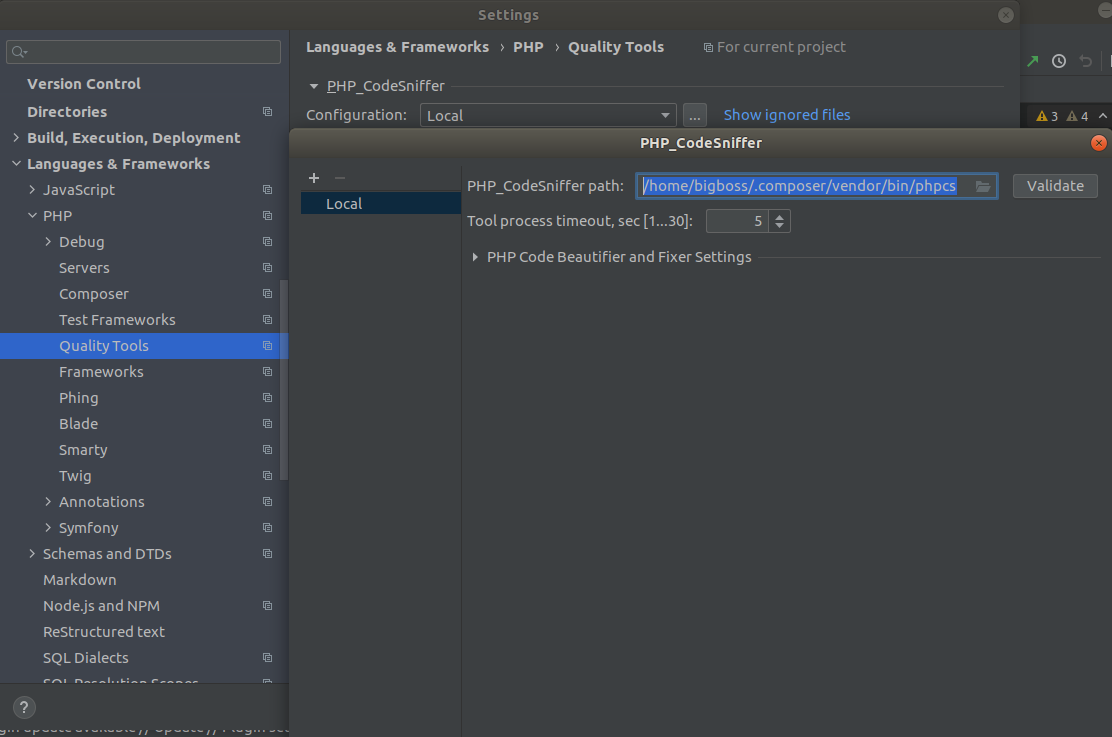 Settings
Languages & Frameworks › PHP › Quality Tools For current project
Version Control
Directories
Build, Execution, Deployment
Languages & Frameworks
JavaScript
PHP
Debug
Servers
Composer
Test Frameworks
Quality Tools
Frameworks
Phing
Blade
Smarty
Twig
Annotations
Symfony
Schemas and DTDs
Markdown
Node.js and NPM
ReStructured text
SQL Dialects
SQL Resolution Scopes
?
PHP_CodeSniffer
Configuration: Local ... Show ignored files
3 4
PHP_CodeSniffer
Local
PHP_CodeSniffer path: /home/bigboss/.composer/vendor/bin/phpcs Validate
Tool process timeout, sec [1...30]: 5
PHP Code Beautifier and Fixer Settings